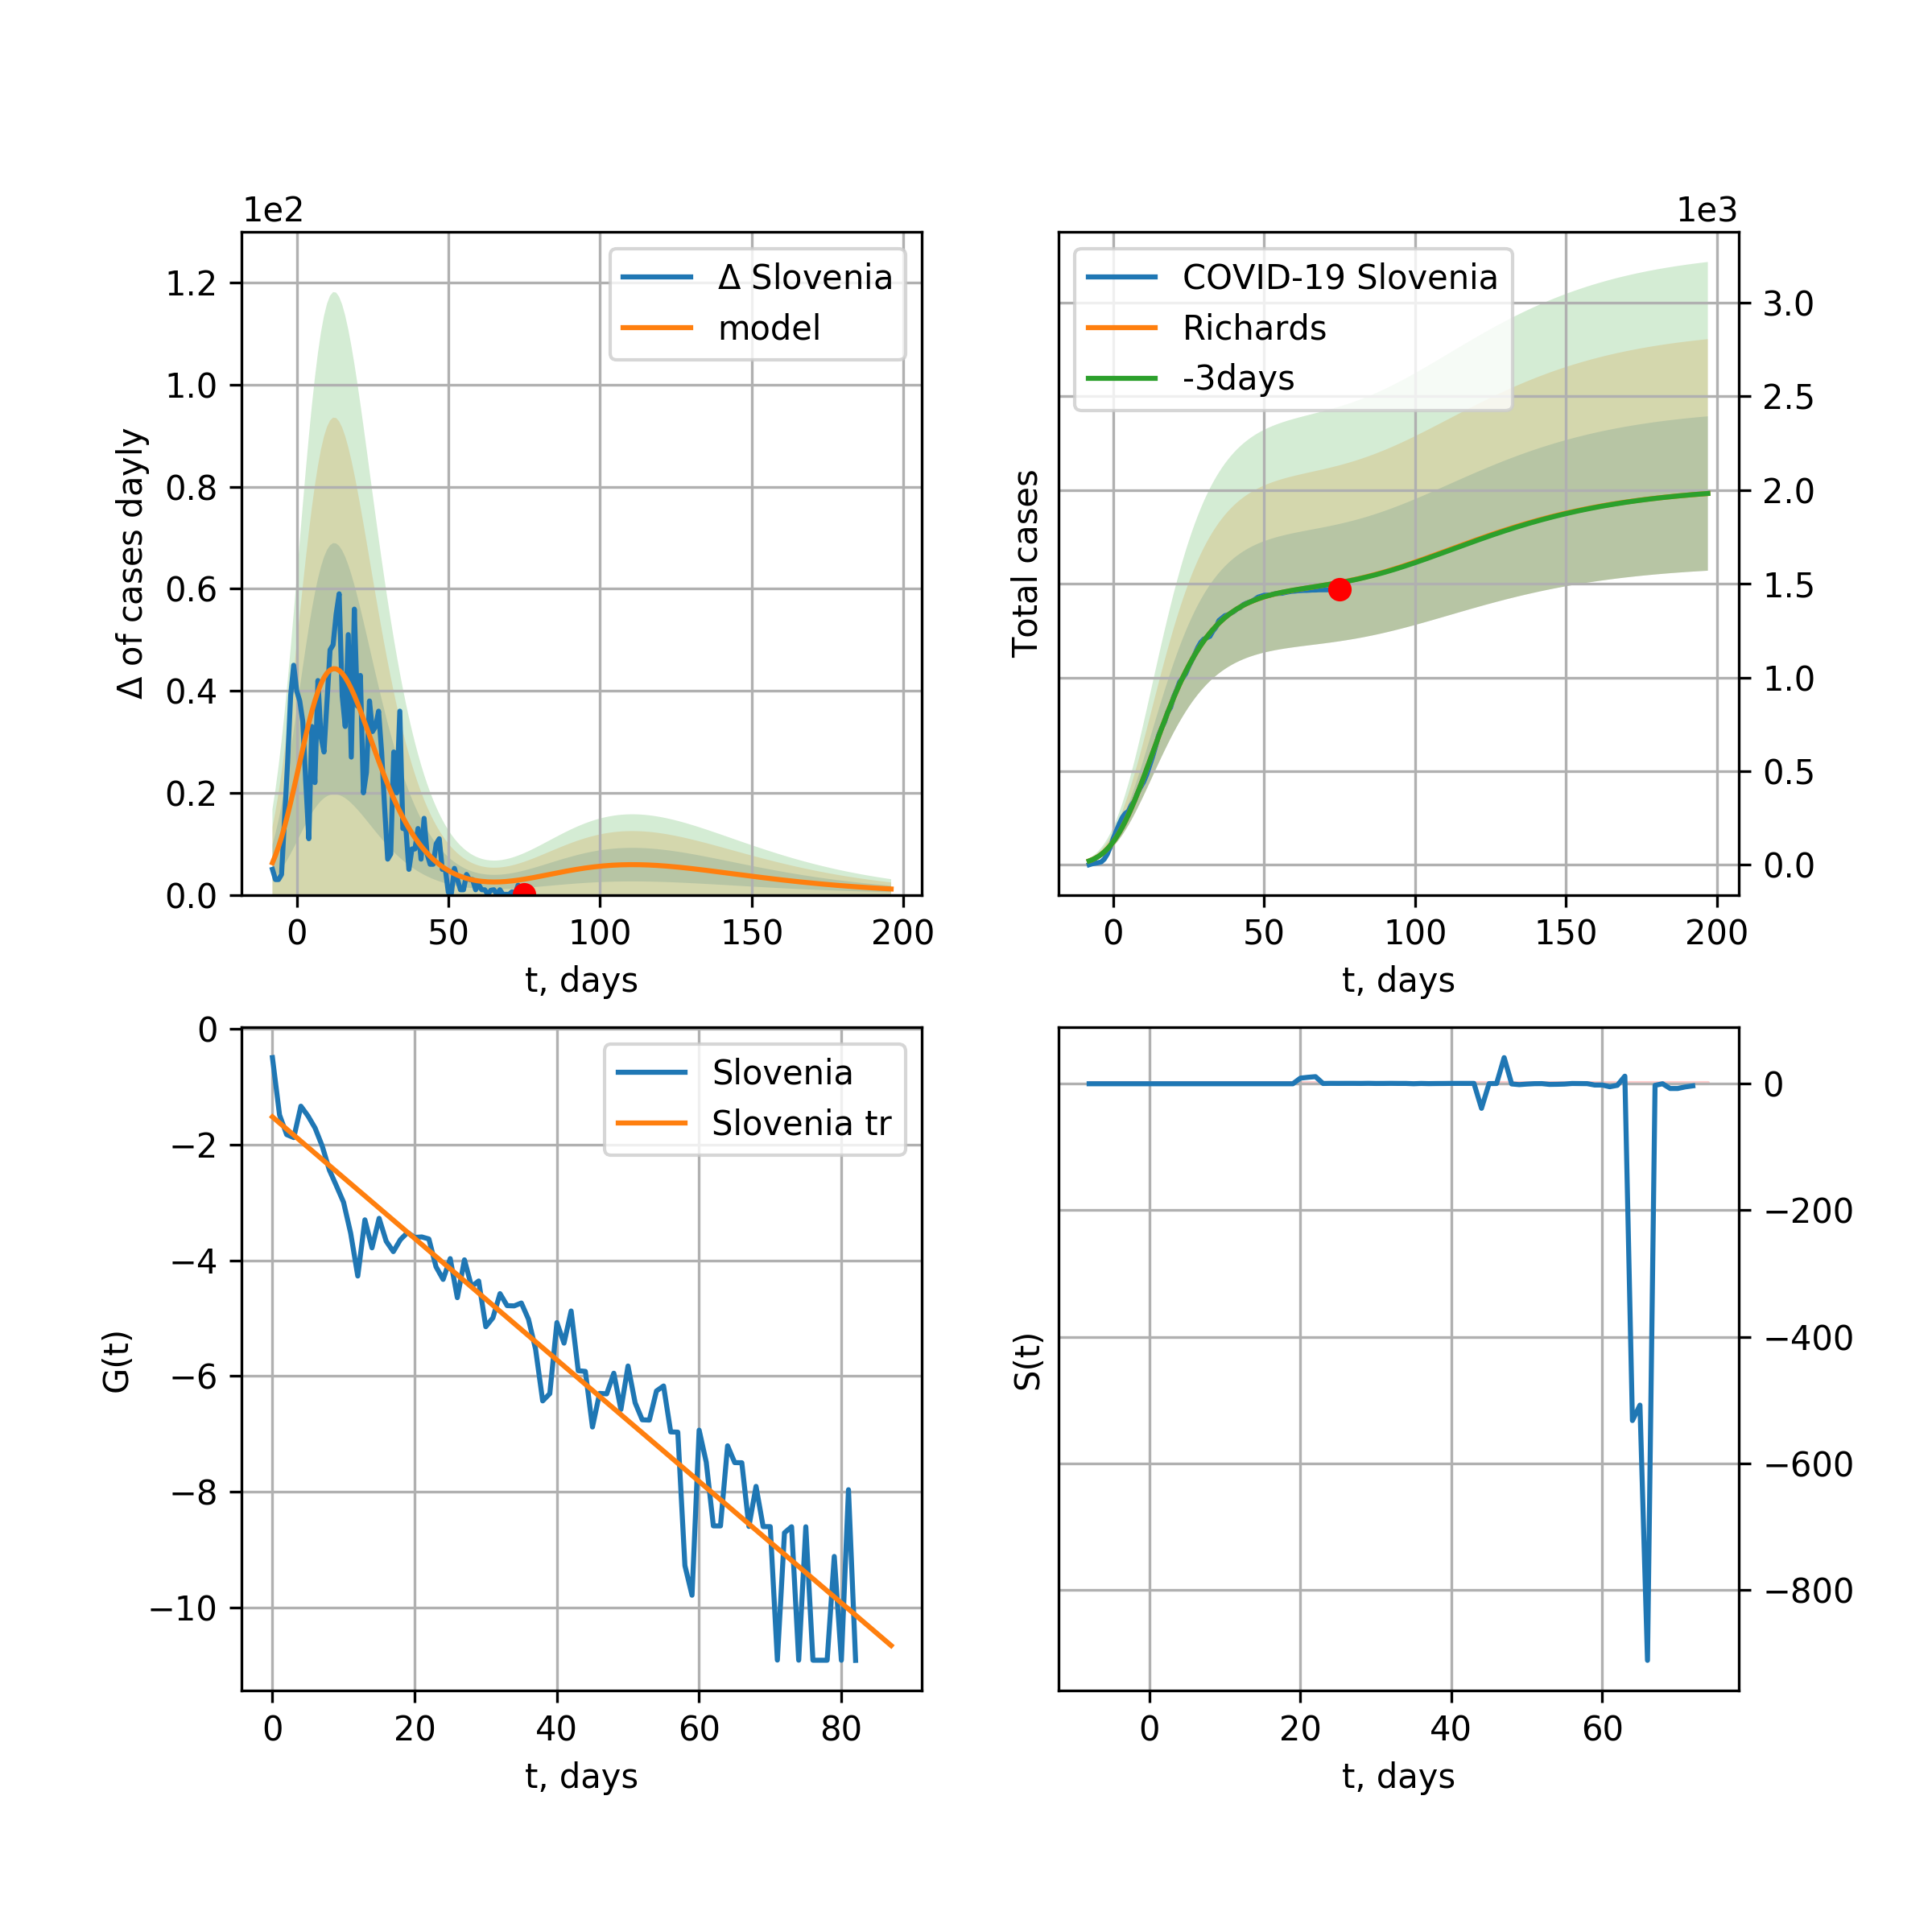 1e2
Δ of cases dayly
1.2
1.0
0.8
0.6
0.4
0.2
0.0
Δ Slovenia
model
0 50 100 150 200
t, days
1e3
Total cases
COVID-19 Slovenia
Richards
-3days
3.0
2.5
2.0
1.5
1.0
0.5
0.0
0 50 100 150 200
t, days
G(t)
0
−2
−4
−6
−8
−10
Slovenia
Slovenia tr
0 20 40 60 80
t, days
S(t)
0
−200
−400
−600
−800
0 20 40 60
t, days